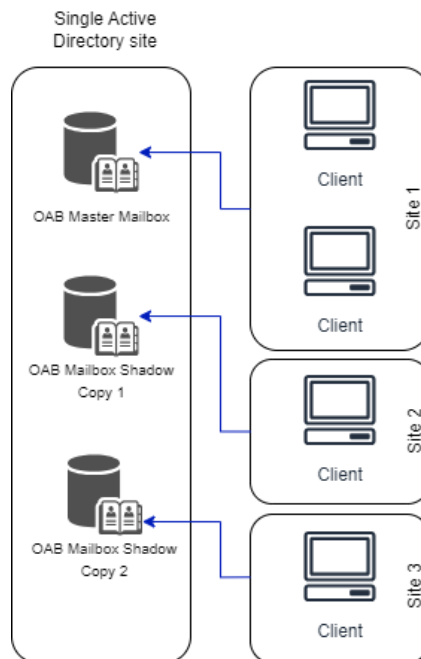 Single Active
Directory site
OAB Master Mailbox
OAB Mailbox Shadow
Copy 1
OAB Mailbox Shadow
Copy 2
Client
Client
Site 1
Client
Site 2
Client
Site 3